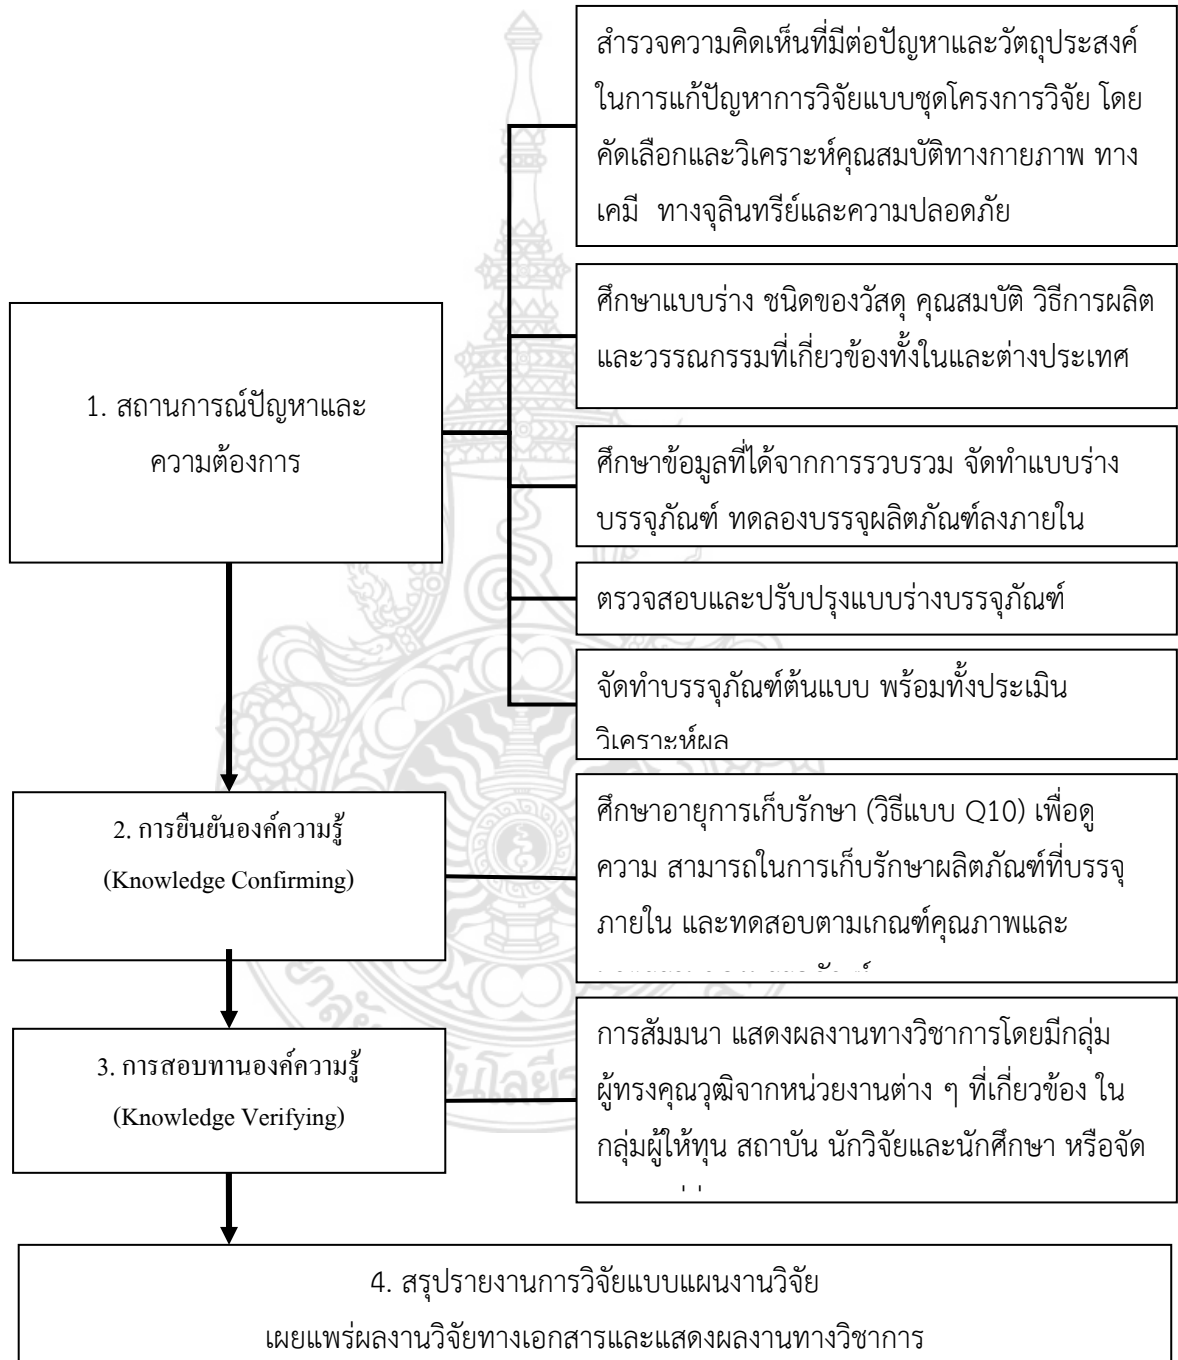 สำรวจความคิดเห็นที่มีต่อปัญหาและวัตถุประสงค์
ในการแก้ปัญหาการวิจัยแบบชุดโครงการวิจัย โดย
คัดเลือกและวิเคราะห์คุณสมบัติทางกายภาพ ทาง
เคมี ทางจุลินทรีย์และความปลอดภัย
ศึกษาแบบร่าง ชนิดของวัสดุ คุณสมบัติ วิธีการผลิต
และวรรณกรรมที่เกี่ยวข้องทั้งในและต่างประเทศ
1. สถานการณ์ปัญหาและ
ความต้องการ
ศึกษาข้อมูลที่ได้จากการรวบรวม จัดทำแบบร่าง
บรรจุภัณฑ์ ทดลองบรรจุผลิตภัณฑ์ลงภายใน
ตรวจสอบและปรับปรุงแบบร่างบรรจุภัณฑ์
จัดทำบรรจุภัณฑ์ต้นแบบ พร้อมทั้งประเมิน
วิเคราะห์ผล
2. การยืนยันองค์ความรู้
(Knowledge Confirming)
ศึกษาอายุการเก็บรักษา (วิธีแบบ Q10) เพื่อดู
ความ สามารถในการเก็บรักษาผลิตภัณฑ์ที่บรรจุ
ภายใน และทดสอบตามเกณฑ์คุณภาพและ
3. การสอบทานองค์ความรู้
(Knowledge Verifying)
การสัมมนา แสดงผลงานทางวิชาการโดยมีกลุ่ม
ผู้ทรงคุณวุฒิจากหน่วยงานต่าง ๆ ที่เกี่ยวข้อง ใน
กลุ่มผู้ให้ทุน สถาบัน นักวิจัยและนักศึกษา หรือจัด
4. สรุปรายงานการวิจัยแบบแผนงานวิจัย
เผยแพร่ผลงานวิจัยทางเอกสารและแสดงผลงานทางวิชาการ